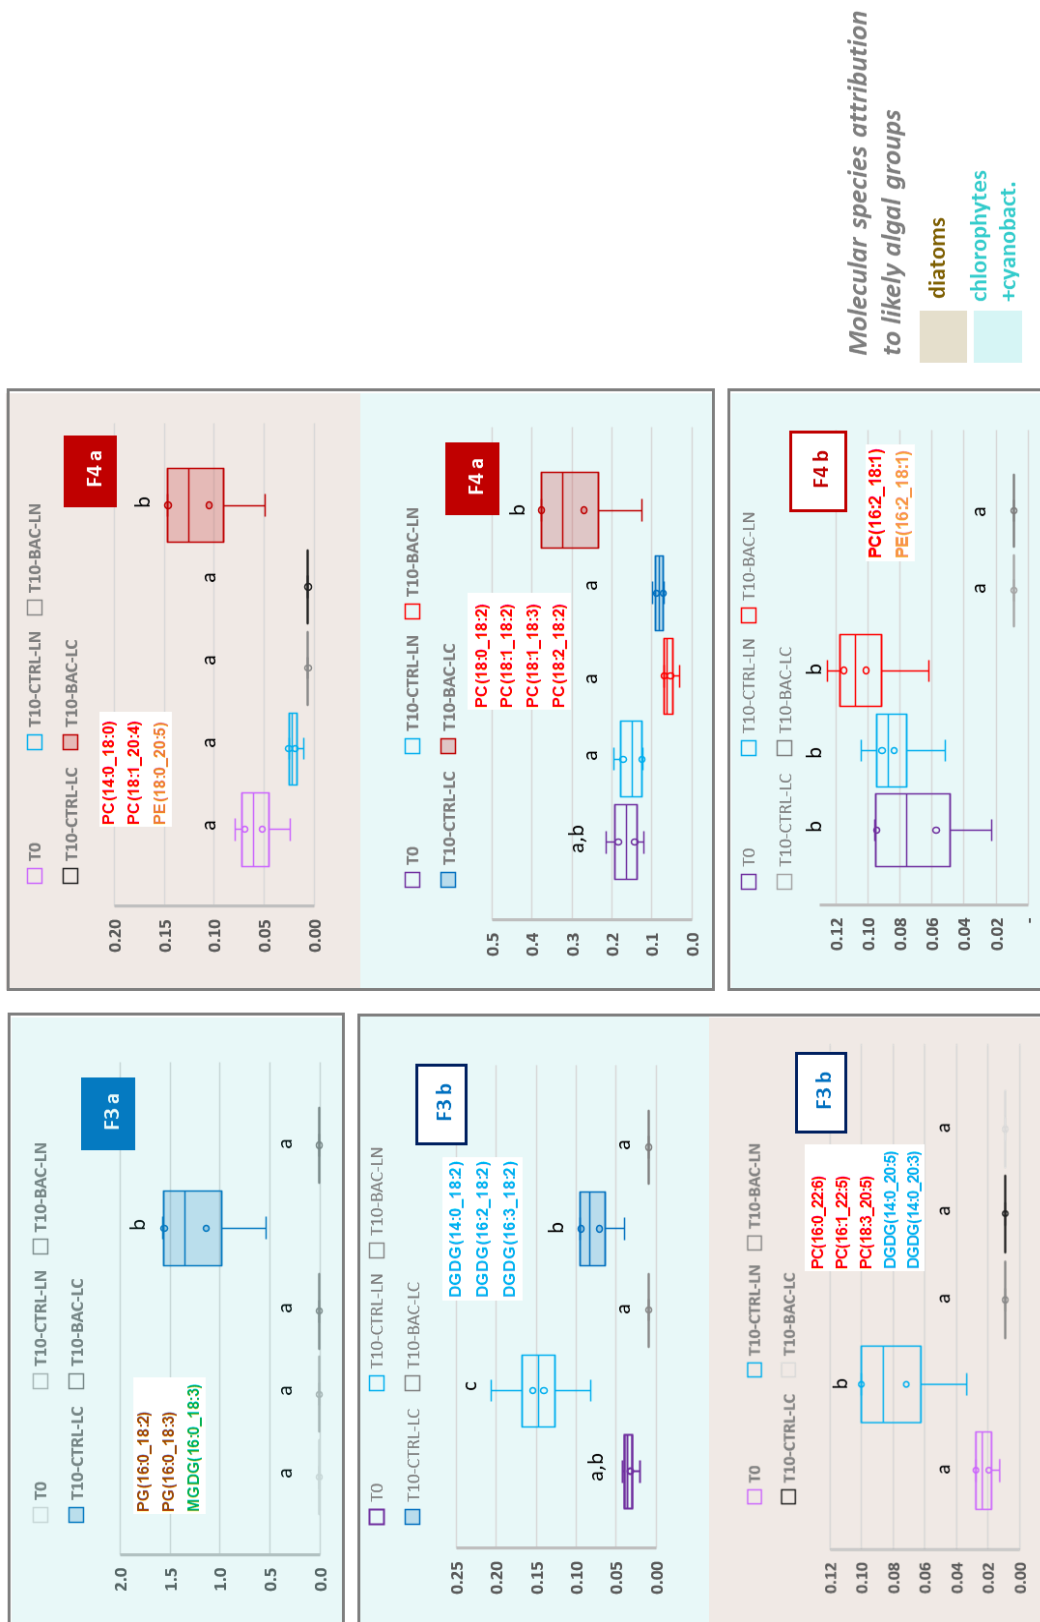 F3 a
T0
T10-CTRL-LN
T10-BAC-LN
T10-CTRL-LC
T10-BAC-LC
PG(16:0_18:2)
PG(16:0_18:3)
MGDG(16:0_18:3)
2.0
1.5
1.0
0.5
0.0
a
a
a
b
a
F3 b
T0
T10-CTRL-LN
T10-BAC-LN
T10-CTRL-LC
T10-BAC-LC
DGDG(14:0_18:2)
DGDG(16:2_18:2)
DGDG(16:3_18:2)
0.25
0.20
0.15
0.10
0.05
0.00
a,b
c
a
b
a
F3 b
T0
T10-CTRL-LN
T10-BAC-LN
T10-CTRL-LC
T10-BAC-LC
PC(16:0_22:6)
PC(16:1_22:5)
PC(18:3_20:5)
DGDG(14:0_20:5)
DGDG(14:0_20:3)
0.12
0.10
0.08
0.06
0.04
0.02
0.00
a
b
a
a
a
F4 a
T0
T10-CTRL-LN
T10-BAC-LN
T10-CTRL-LC
T10-BAC-LC
PC(14:0_18:0)
PC(18:1_20:4)
PE(18:0_20:5)
0.20
0.15
0.10
0.05
0.00
a
a
a
a
b
F4 a
T0
T10-CTRL-LN
T10-BAC-LN
T10-CTRL-LC
T10-BAC-LC
PC(18:0_18:2)
PC(18:1_18:2)
PC(18:1_18:3)
PC(18:2_18:2)
0.5
0.4
0.3
0.2
0.1
0.0
a,b
a
a
a
b
F4 b
T0
T10-CTRL-LN
T10-BAC-LN
T10-CTRL-LC
T10-BAC-LC
PC(16:2_18:1)
PE(16:2_18:1)
0.12
0.10
0.08
0.06
0.04
0.02
-
b
b
b
a
a
Molecular species attribution
to likely algal groups
diatoms
chlorophytes
+cyanobact.